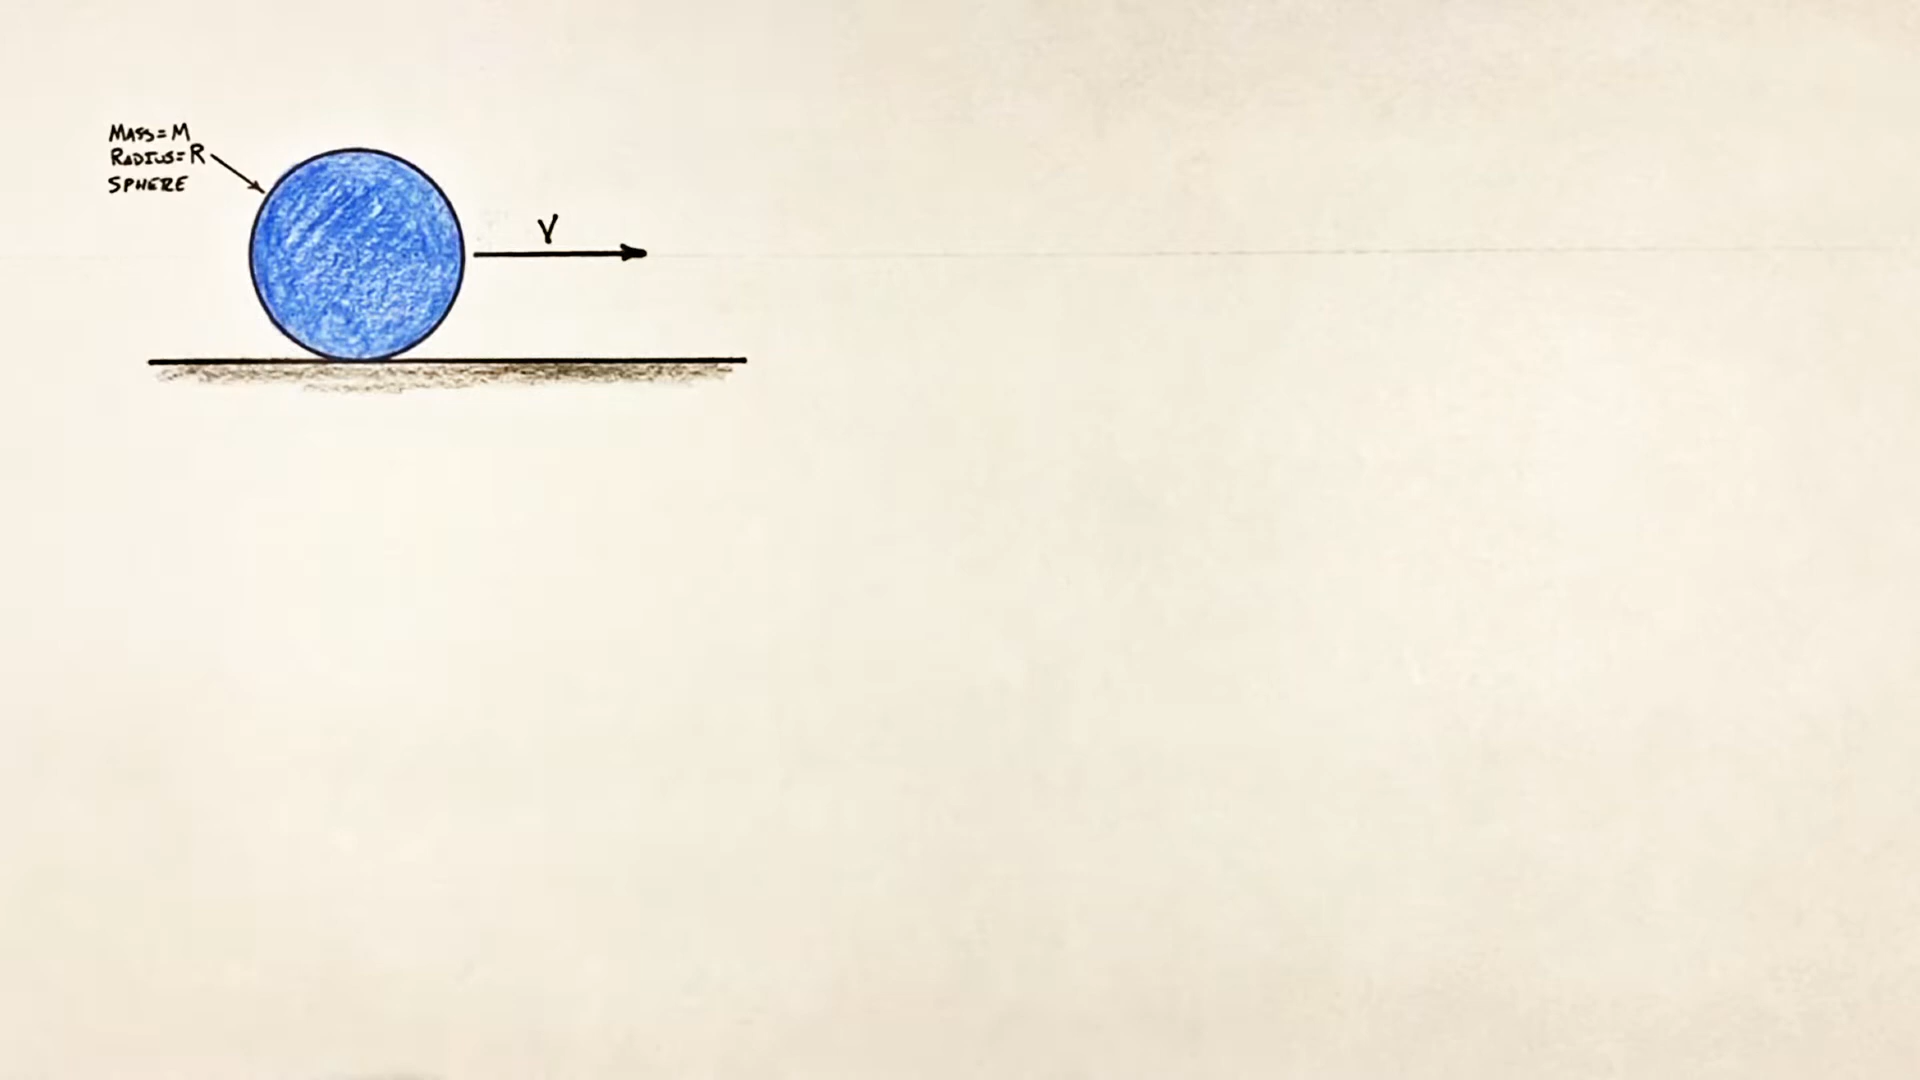 MASS = M
RADIUS = R
SPHERE
V